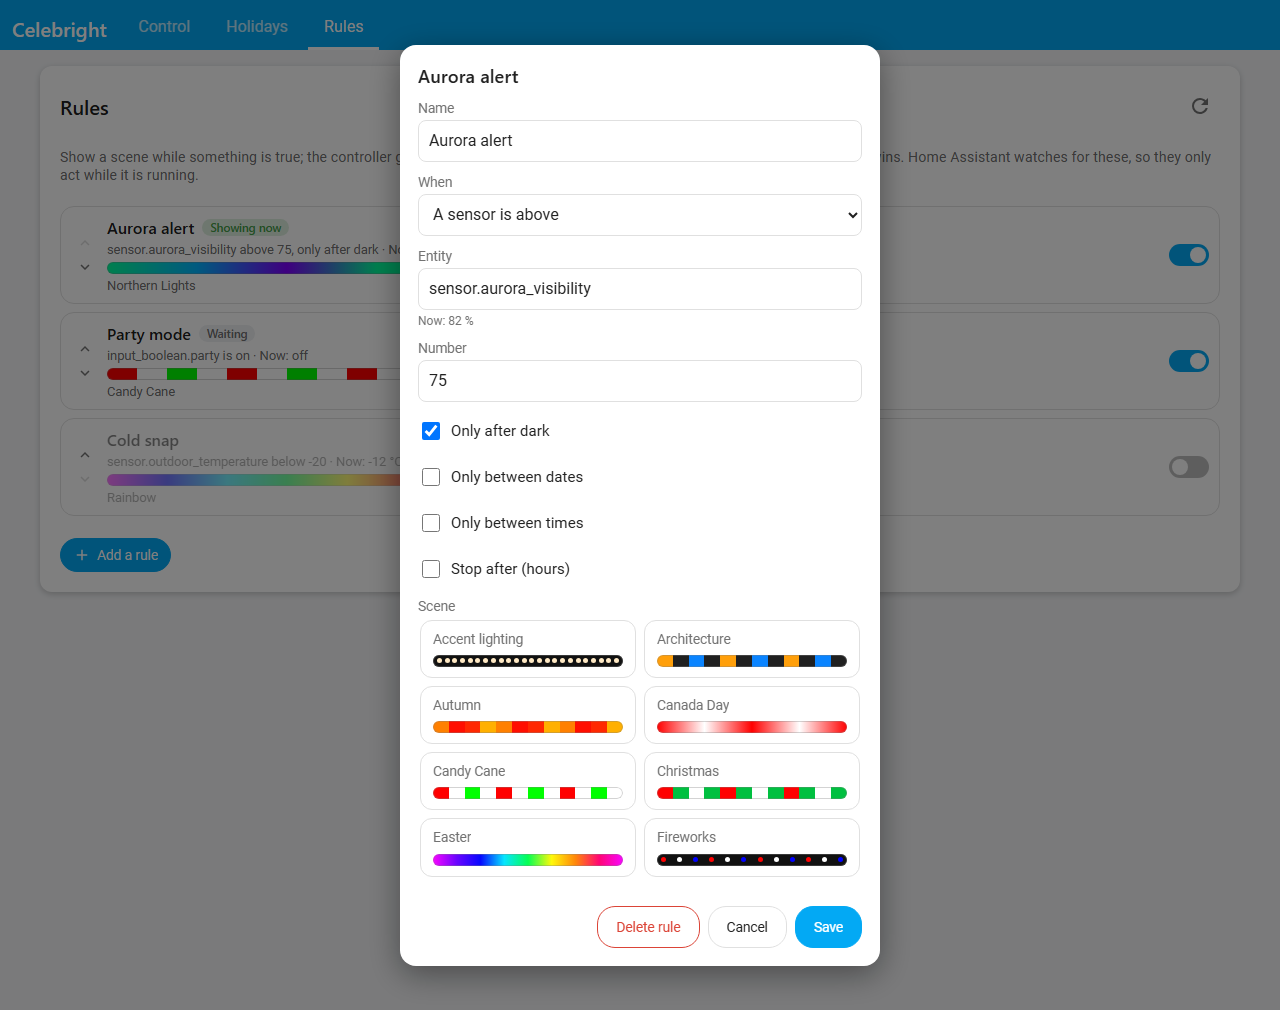 Celebright
Control
Holidays
Rules
Rules
Show a scene while something is true; the controller g
ins. Home Assistant watches for these, so they only
act while it is running.
Aurora alert
Showing now
sensor.aurora_visibility above 75, only after dark · No
Northern Lights
Party mode
Waiting
input_boolean.party is on · Now: off
Candy Cane
Cold snap
sensor.outdoor_temperature below -20 · Now: -12 °C
Rainbow
Add a rule
Aurora alert
Name
Aurora alert
When
A sensor is above
Entity
sensor.aurora_visibility
Now: 82 %
Number
75
Only after dark
Only between dates
Only between times
Stop after (hours)
Scene
Accent lighting
Architecture
Autumn
Canada Day
Candy Cane
Christmas
Easter
Fireworks
Delete rule
Cancel
Save